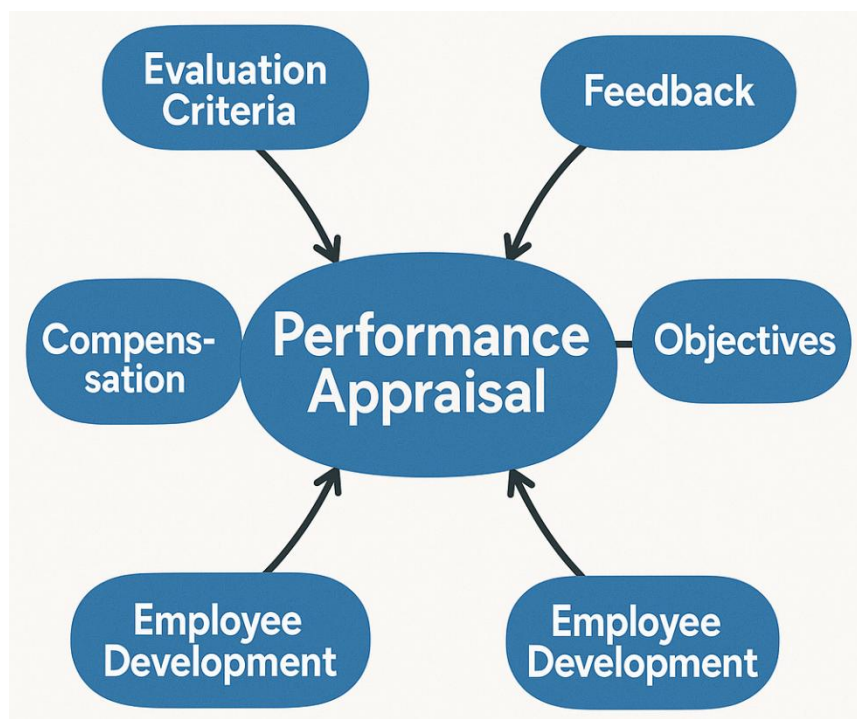 Evaluation
Criteria
Feedback
Compens-
sation
Performance
Appraisal
Objectives
Employee
Development
Employee
Development